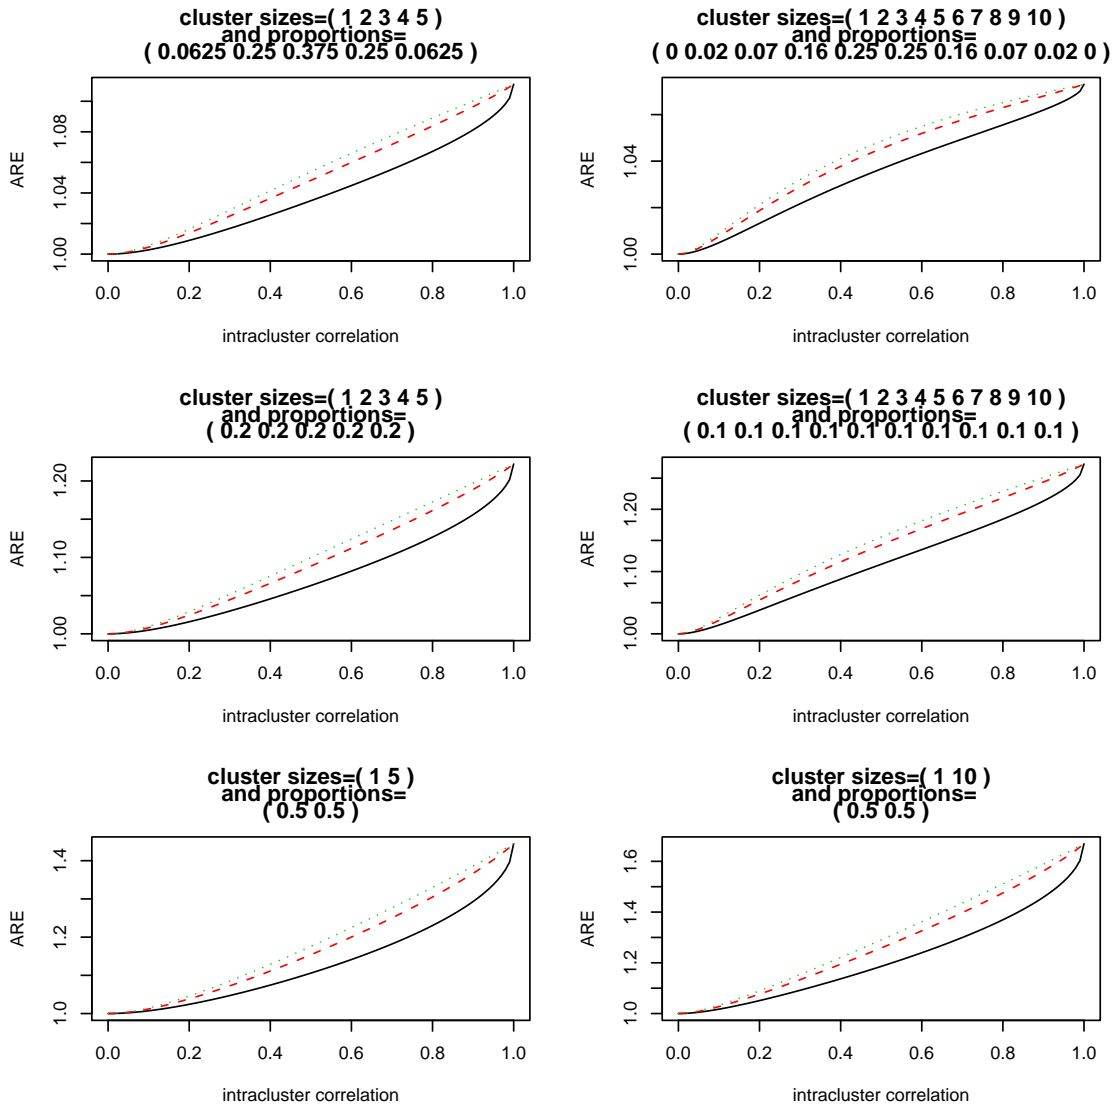 cluster sizes=( 1 2 3 4 5 )
and proportions=
( 0.0625 0.25 0.375 0.25 0.0625 )
ARE
1.00
1.04
1.08
0.0 0.2 0.4 0.6 0.8 1.0
intracluster correlation
cluster sizes=( 1 2 3 4 5 6 7 8 9 10 )
and proportions=
( 0 0.02 0.07 0.16 0.25 0.25 0.16 0.07 0.02 0 )
ARE
1.00
1.04
0.0 0.2 0.4 0.6 0.8 1.0
intracluster correlation
cluster sizes=( 1 2 3 4 5 )
and proportions=
( 0.2 0.2 0.2 0.2 0.2 )
ARE
1.00
1.10
1.20
0.0 0.2 0.4 0.6 0.8 1.0
intracluster correlation
cluster sizes=( 1 2 3 4 5 6 7 8 9 10 )
and proportions=
( 0.1 0.1 0.1 0.1 0.1 0.1 0.1 0.1 0.1 0.1 )
ARE
1.00
1.10
1.20
0.0 0.2 0.4 0.6 0.8 1.0
intracluster correlation
cluster sizes=( 1 5 )
and proportions=
( 0.5 0.5 )
ARE
1.0
1.2
1.4
0.0 0.2 0.4 0.6 0.8 1.0
intracluster correlation
cluster sizes=( 1 10 )
and proportions=
( 0.5 0.5 )
ARE
1.0
1.2
1.4
1.6
0.0 0.2 0.4 0.6 0.8 1.0
intracluster correlation